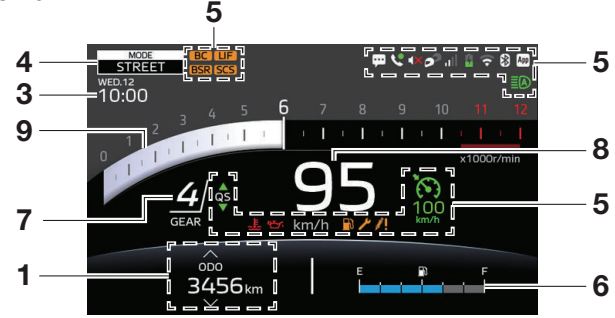 5
MODE
STREET
BC LIF
BSR SCS
App
A
4
5
WED.12
10:00
3
9
0 1 2 3 4 5 6 7 8 9 10 11 12
x1000r/min
8
95
km/h
4
GEAR
7
QS
100
km/h
5
1
ODO
3456 km
E F
6